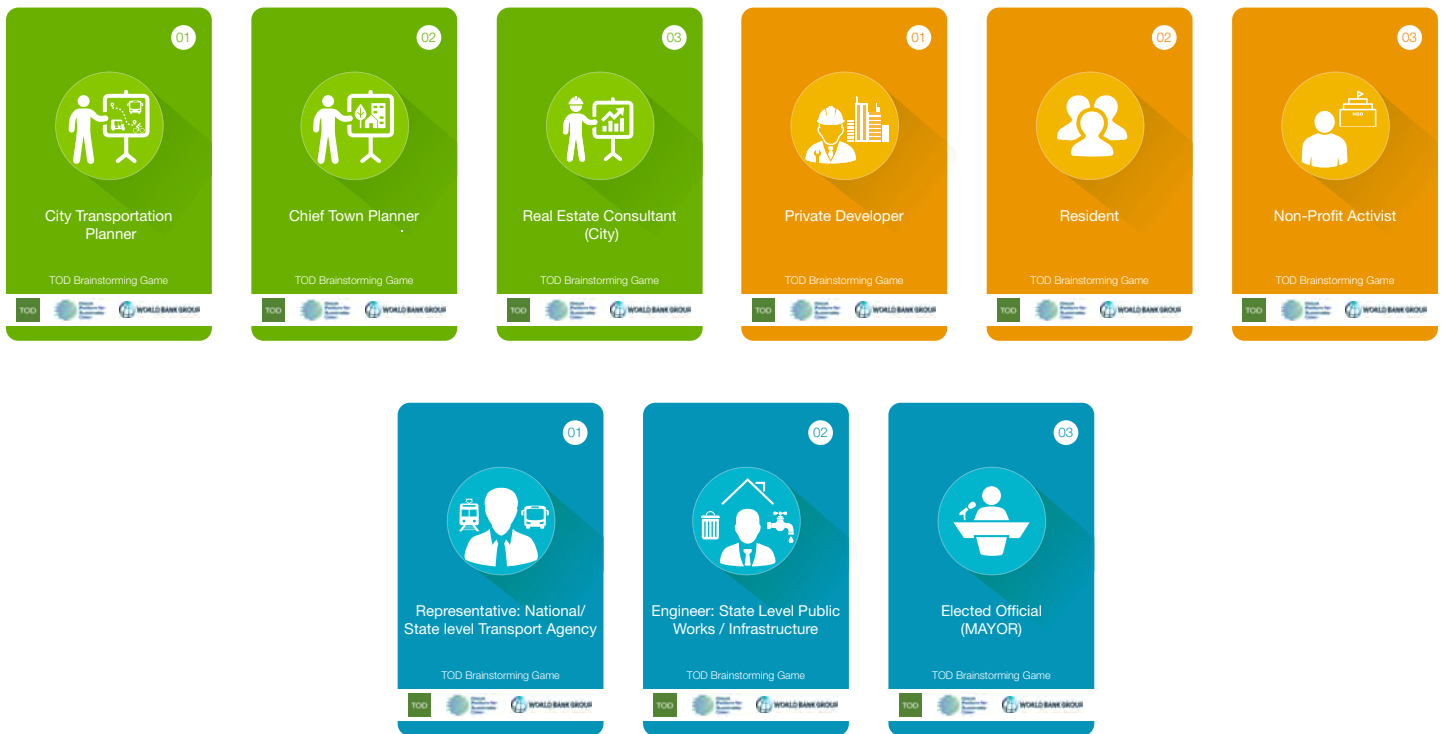 01
City Transportation
Planner
TOD Brainstorming Game
TOD
WORLD BANK GROUP
02
Chief Town Planner
TOD Brainstorming Game
TOD
WORLD BANK GROUP
03
Real Estate Consultant
(City)
TOD Brainstorming Game
TOD
WORLD BANK GROUP
01
Private Developer
TOD Brainstorming Game
TOD
WORLD BANK GROUP
02
Resident
TOD Brainstorming Game
TOD
WORLD BANK GROUP
03
NGO
Non-Profit Activist
TOD Brainstorming Game
TOD
WORLD BANK GROUP
01
Representative: National/
State level Transport Agency
TOD Brainstorming Game
TOD
WORLD BANK GROUP
02
Engineer: State Level Public
Works / Infrastructure
TOD Brainstorming Game
TOD
WORLD BANK GROUP
03
Elected Official
(MAYOR)
TOD Brainstorming Game
TOD
WORLD BANK GROUP